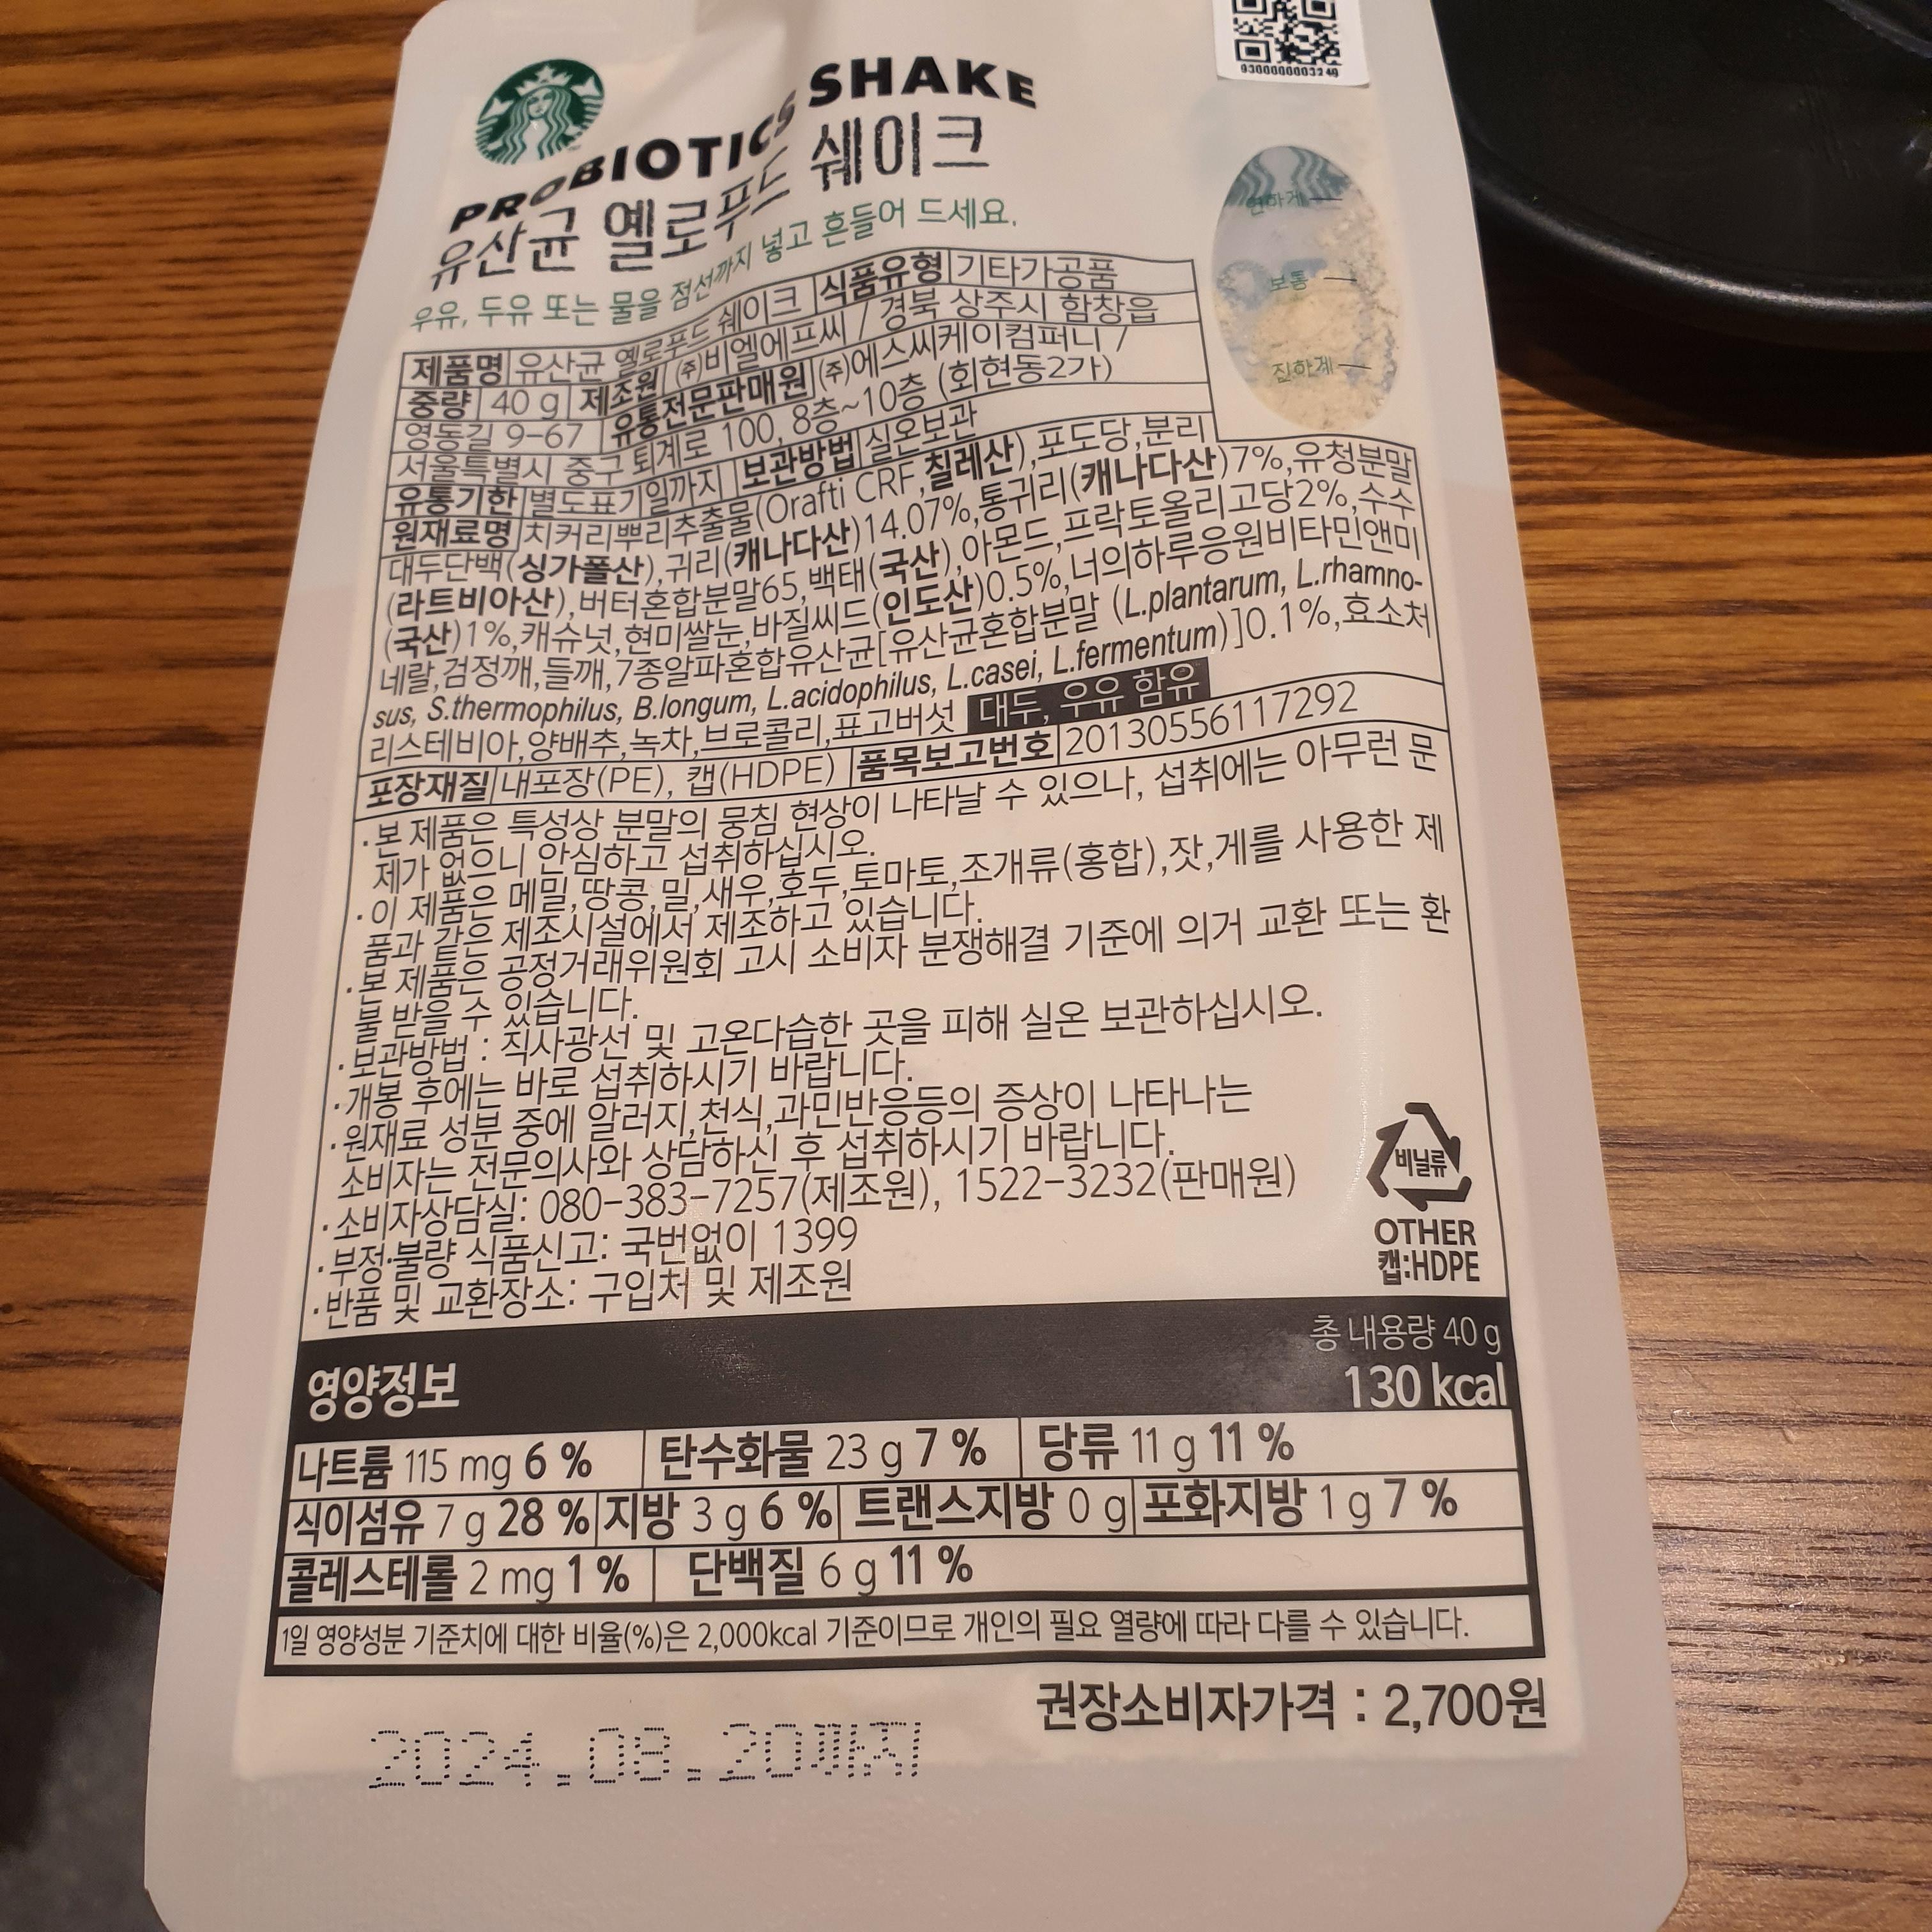 930000000003240
PROBIOTICS SHAKE
유산균 옐로푸드 쉐이크
우유, 두유 또는 물을 점선까지 넣고 흔들어 드세요.
연하게
보통
진하게
제품명 유산균 옐로푸드 쉐이크 식품유형 기타가공품
중량 40 g 제조원 (주)비엘에프씨 / 경북 상주시 함창읍
영동길 9-67 유통전문판매원 (주)에스씨케이컴퍼니 /
서울특별시 중구 퇴계로 100, 8층~10층 (회현동2가)
유통기한 별도표기일까지 보관방법 실온보관
원재료명 치커리뿌리추출물(Orafti CRF,칠레산),포도당,분리
대두단백(싱가폴산),귀리(캐나다산)14.07%,통귀리(캐나다산)7%,유청분말
(라트비아산),버터혼합분말65,백태(국산),아몬드,프락토올리고당2%,수수
(국산)1%,캐슈넛,현미쌀눈,바질씨드(인도산)0.5%,너의하루응원비타민앤미
네랄,검정깨,들깨,7종알파혼합유산균[유산균혼합분말 (L.plantarum, L.rhamno-
sus, S.thermophilus, B.longum, L.acidophilus, L.casei, L.fermentum)]0.1%,효소처
리스테비아,양배추,녹차,브로콜리,표고버섯 대두, 우유 함유
포장재질 내포장(PE), 캡(HDPE) 품목보고번호 20130556117292
·본 제품은 특성상 분말의 뭉침 현상이 나타날 수 있으나, 섭취에는 아무런 문
제가 없으니 안심하고 섭취하십시오.
·이 제품은 메밀,땅콩,밀,새우,호두,토마토,조개류(홍합),잣,게를 사용한 제
품과 같은 제조시설에서 제조하고 있습니다.
·본 제품은 공정거래위원회 고시 소비자 분쟁해결 기준에 의거 교환 또는 환
불 받을 수 있습니다.
·보관방법 : 직사광선 및 고온다습한 곳을 피해 실온 보관하십시오.
·개봉 후에는 바로 섭취하시기 바랍니다.
·원재료 성분 중에 알러지,천식,과민반응등의 증상이 나타나는
소비자는 전문의사와 상담하신 후 섭취하시기 바랍니다.
·소비자상담실: 080-383-7257(제조원), 1522-3232(판매원)
·부정·불량 식품신고: 국번없이 1399
·반품 및 교환장소: 구입처 및 제조원
비닐류
OTHER
캡:HDPE
영양정보
총 내용량 40 g
130 kcal
나트륨 115 mg 6 % 탄수화물 23 g 7 % 당류 11 g 11 %
식이섬유 7 g 28 % 지방 3 g 6 % 트랜스지방 0 g 포화지방 1 g 7 %
콜레스테롤 2 mg 1 % 단백질 6 g 11 %
1일 영양성분 기준치에 대한 비율(%)은 2,000kcal 기준이므로 개인의 필요 열량에 따라 다를 수 있습니다.
권장소비자가격 : 2,700원
2024.08.20까지